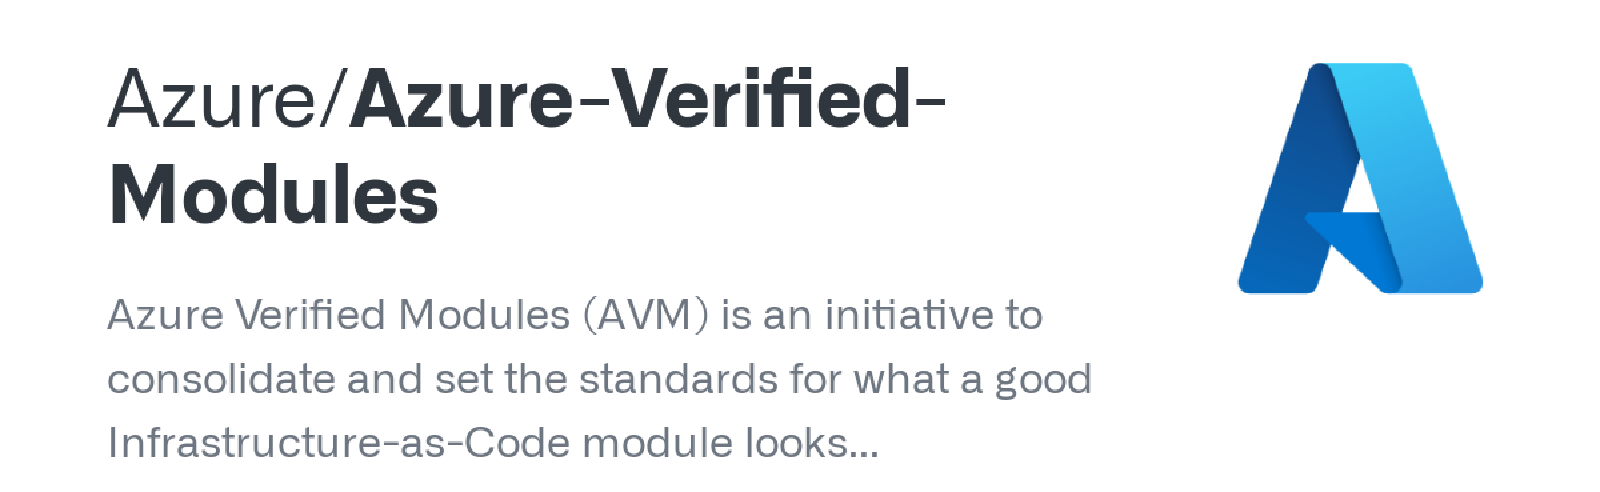 Azure/Azure-Verified-
Modules
Azure Verified Modules (AVM) is an initiative to
consolidate and set the standards for what a good
Infrastructure-as-Code module looks...